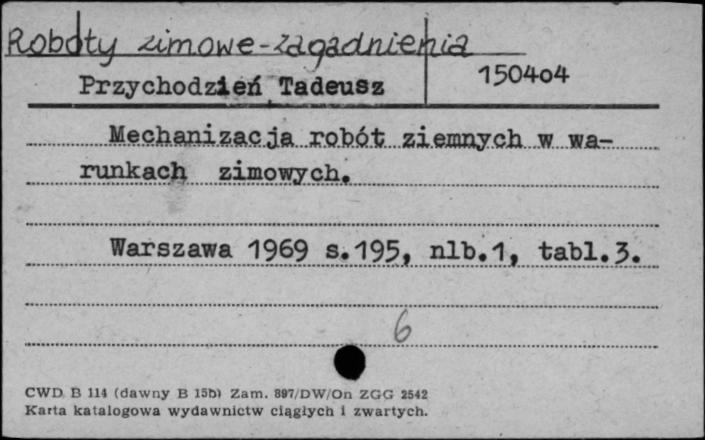 Roboty zimowe-zagadnienia
Przychodzień Tadeusz 150404
Mechanizacja robót ziemnych w wa-
runkach zimowych.
Warszawa 1969 s.195, nlb.1, tabl.3.
6
CWD B 114 (dawny B 15b) Zam. 897/DW/On ZGG 2542
Karta katalogowa wydawnictw ciągłych i zwartych.